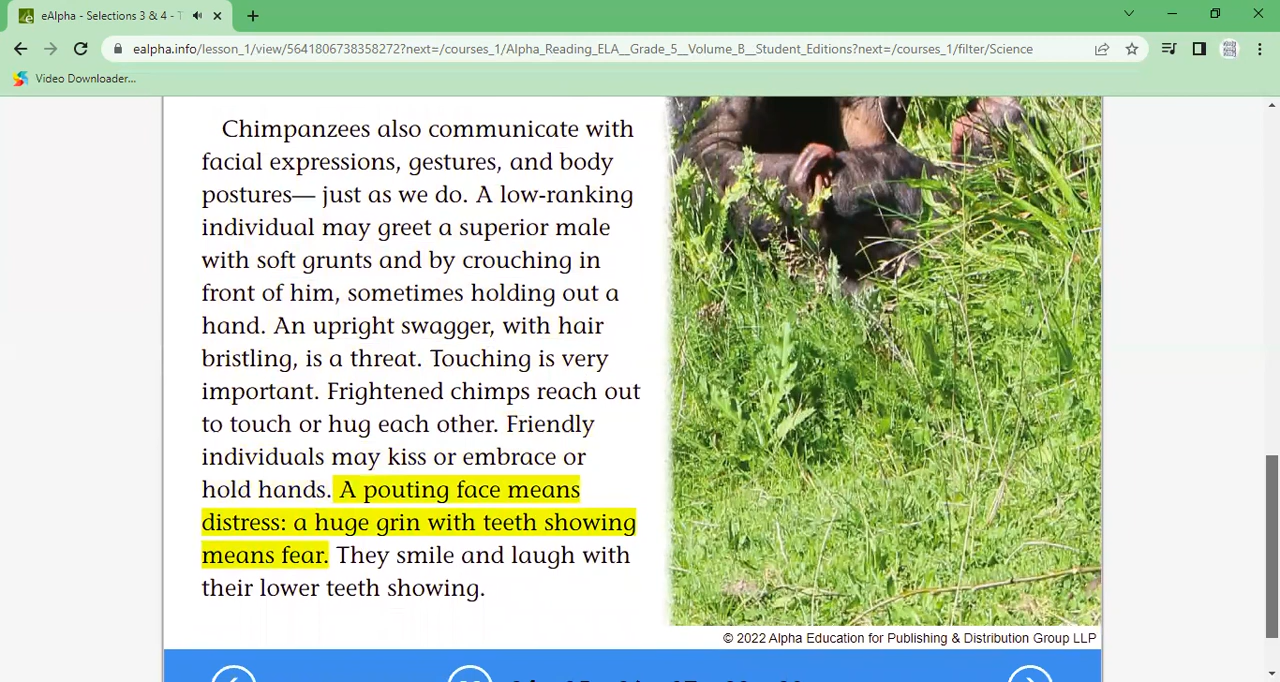 eAlpha - Selections 3 & 4 - T
ealpha.info/lesson_1/view/5641806738358272?next=/courses_1/Alpha_Reading_ELA__Grade_5__Volume_B__Student_Editions?next=/courses_1/filter/Science
Video Downloader...
Chimpanzees also communicate with
facial expressions, gestures, and body
postures— just as we do. A low-ranking
individual may greet a superior male
with soft grunts and by crouching in
front of him, sometimes holding out a
hand. An upright swagger, with hair
bristling, is a threat. Touching is very
important. Frightened chimps reach out
to touch or hug each other. Friendly
individuals may kiss or embrace or
hold hands. A pouting face means
distress: a huge grin with teeth showing
means fear. They smile and laugh with
their lower teeth showing.
© 2022 Alpha Education for Publishing & Distribution Group LLP